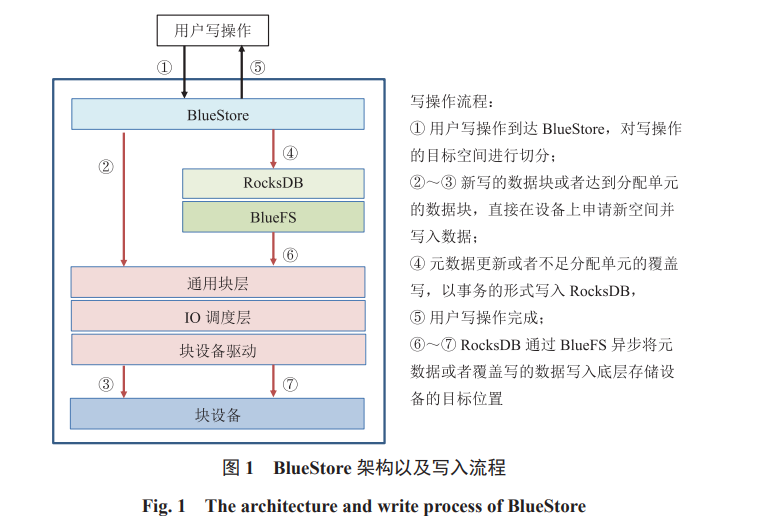 用户写操作
①
⑤
BlueStore
②
④
RocksDB
BlueFS
⑥
通用块层
IO 调度层
块设备驱动
③
⑦
块设备
写操作流程：
① 用户写操作到达 BlueStore，对写操作
的目标空间进行切分；
②～③ 新写的数据块或者达到分配单元
的数据块，直接在设备上申请新空间并
写入数据；
④ 元数据更新或者不足分配单元的覆盖
写，以事务的形式写入 RocksDB，
⑤ 用户写操作完成；
⑥～⑦ RocksDB 通过 BlueFS 异步将元
数据或者覆盖写的数据写入底层存储设
备的目标位置
图 1 BlueStore 架构以及写入流程
Fig. 1 The architecture and write process of BlueStore